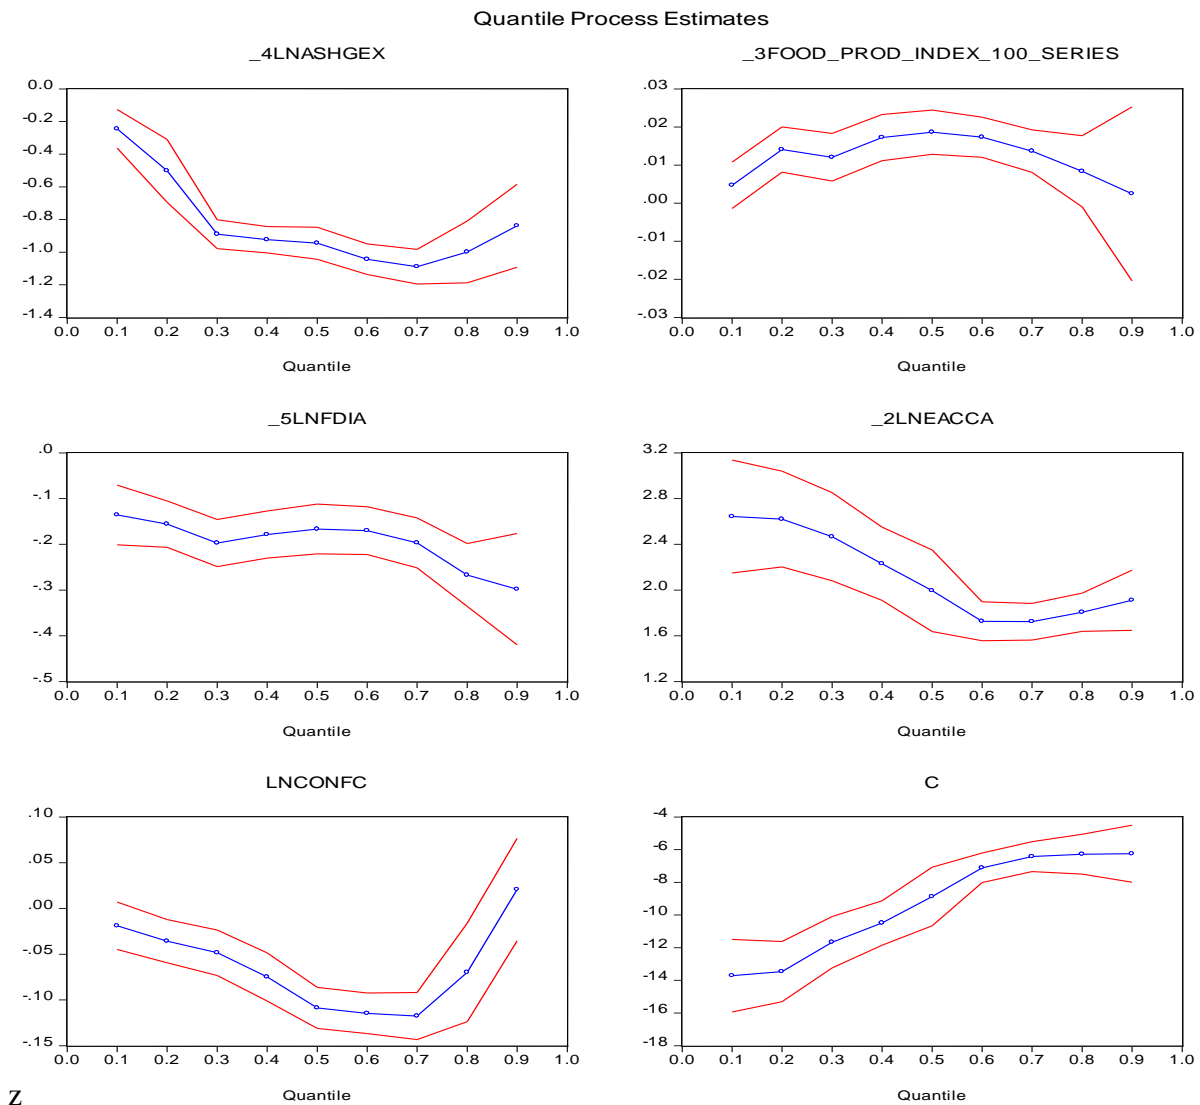 Quantile Process Estimates
_4LNASHGEX
0.0
-0.2
-0.4
-0.6
-0.8
-1.0
-1.2
-1.4
0.0 0.1 0.2 0.3 0.4 0.5 0.6 0.7 0.8 0.9 1.0
Quantile
_3FOOD_PROD_INDEX_100_SERIES
.03
.02
.01
.00
-.01
-.02
-.03
0.0 0.1 0.2 0.3 0.4 0.5 0.6 0.7 0.8 0.9 1.0
Quantile
_5LNFDIA
.0
-.1
-.2
-.3
-.4
-.5
0.0 0.1 0.2 0.3 0.4 0.5 0.6 0.7 0.8 0.9 1.0
Quantile
_2LNEACCA
3.2
2.8
2.4
2.0
1.6
1.2
0.0 0.1 0.2 0.3 0.4 0.5 0.6 0.7 0.8 0.9 1.0
Quantile
LNCONFC
.10
.05
.00
-.05
-.10
-.15
0.0 0.1 0.2 0.3 0.4 0.5 0.6 0.7 0.8 0.9 1.0
Quantile
C
-4
-6
-8
-10
-12
-14
-16
-18
0.0 0.1 0.2 0.3 0.4 0.5 0.6 0.7 0.8 0.9 1.0
Quantile
z